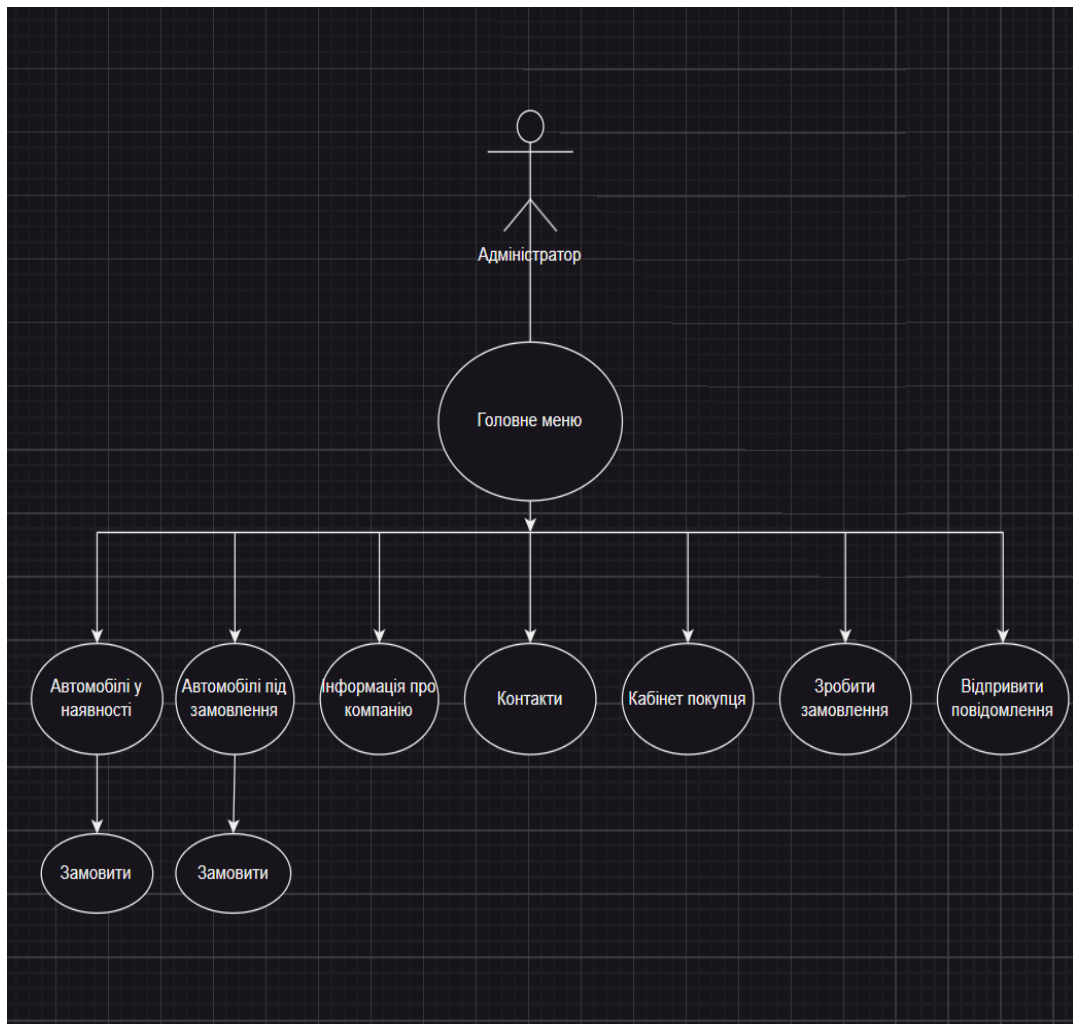 Адміністратор
Головне меню
Автомобілі у
наявності
Автомобілі під
замовлення
Інформація про
компанію
Контакти
Кабінет покупця
Зробити
замовлення
Відпривити
повідомлення
Замовити
Замовити